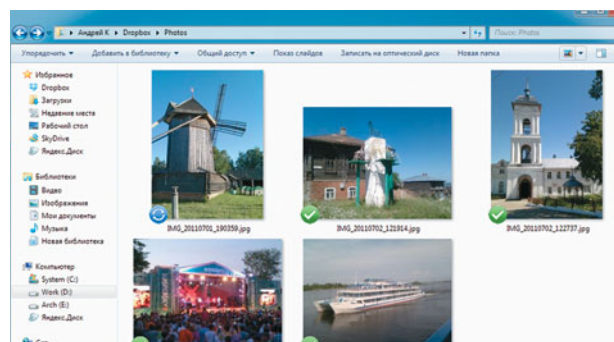 Андрей К ▸ Dropbox ▸ Photos
Поиск: Photos
Упорядочить Добавить в библиотеку Общий доступ Показ слайдов Записать на оптический диск Новая папка
Избранное
Dropbox
Загрузки
Недавние места
Рабочий стол
SkyDrive
Яндекс.Диск
Библиотеки
Видео
Изображения
Мои документы
Музыка
Новая библиотека
Компьютер
System (C:)
Work (D:)
Arch (E:)
Яндекс.Диск
IMG_20110701_190359.jpg
IMG_20110702_121914.jpg
IMG_20110702_122737.jpg